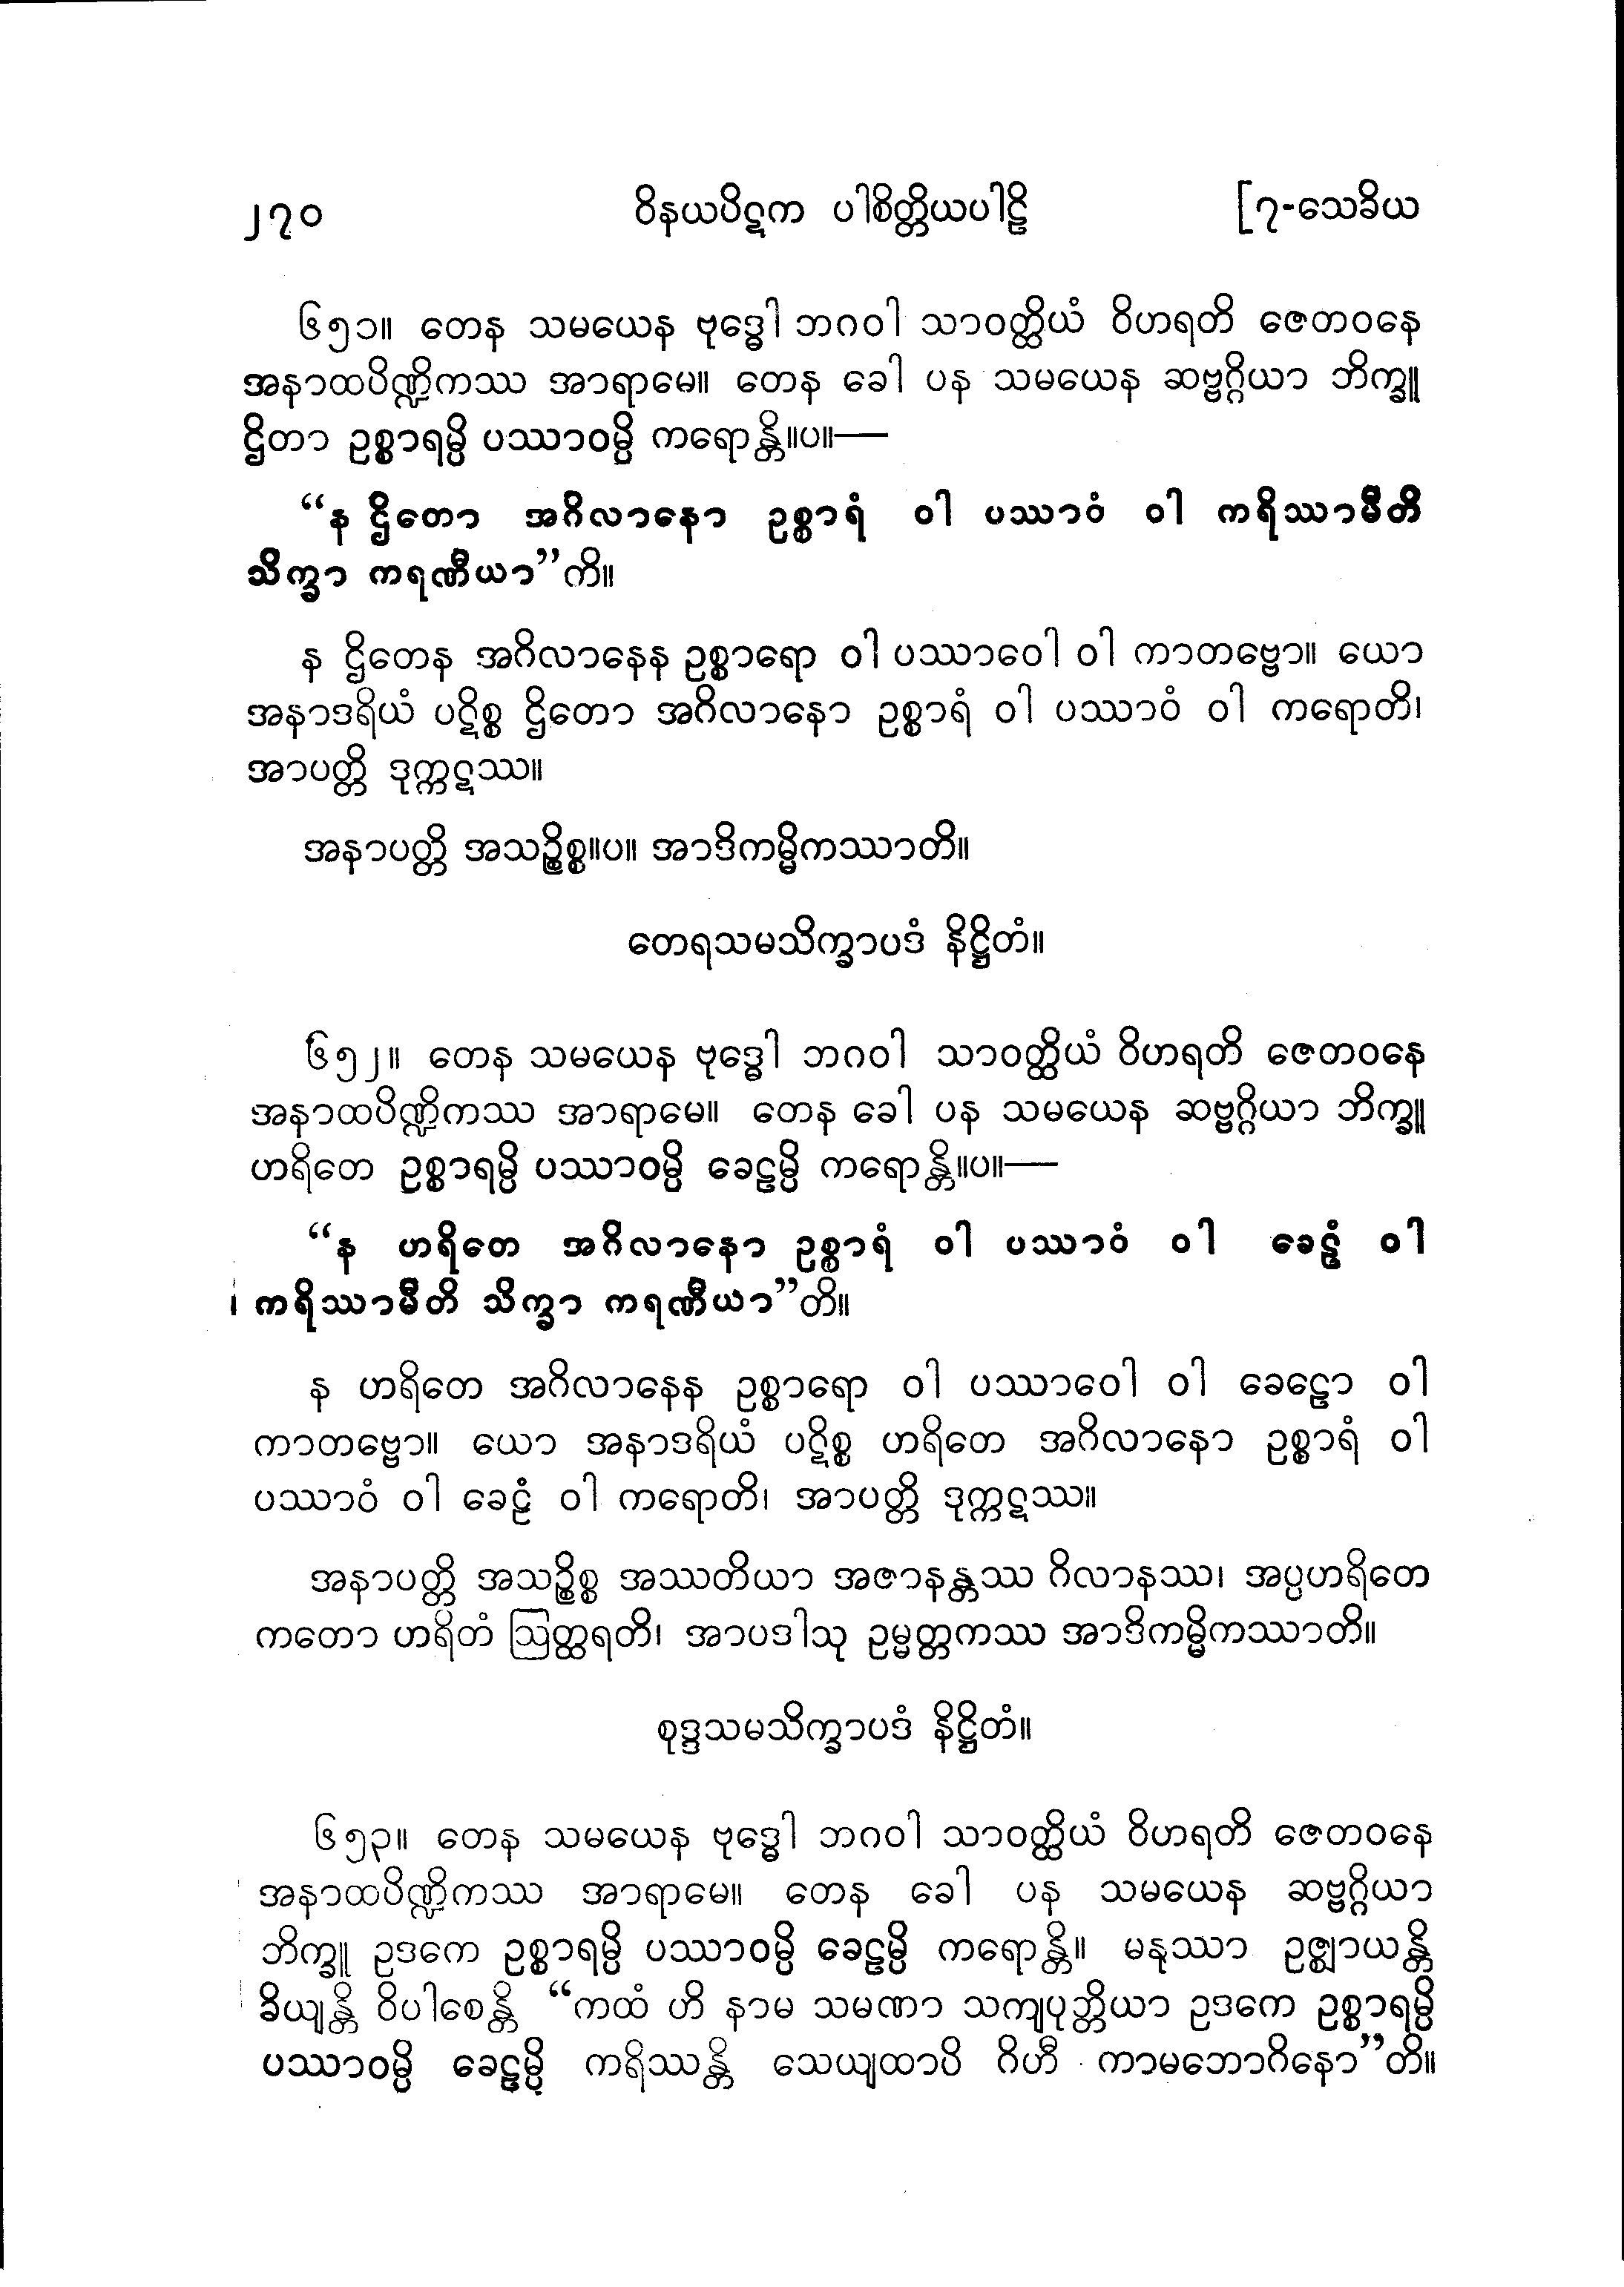 ၂၇၀ ဝိနယပိဋက ပါစိတ္တိယပါဠိ [၇-သေခိယ
၆၅၁။ တေန သမယေန ဗုဒ္ဓေါ ဘဂဝါ သာဝတ္ထိယံ ဝိဟရတိ ဇေတဝနေ
အနာထပိဏ္ဍိကဿ အာရာမေ။ တေန ခေါ ပန သမယေန ဆဗ္ဗဂ္ဂိယာ ဘိက္ခူ
ဌိတာ ဥစ္စာရမ္ပိ ပဿာဝမ္ပိ ကရောန္တိ။ပ။—
“န ဌိတော အဂိလာနော ဥစ္စာရံ ဝါ ပဿာဝံ ဝါ ကရိဿာမီတိ
သိက္ခာ ကရဏီယာ”ကိ။
န ဌိတေန အဂိလာနေန ဥစ္စာရော ဝါ ပဿာဝေါ ဝါ ကာတဗ္ဗော။ ယော
အနာဒရိယံ ပဋိစ္စ ဌိတော အဂိလာနော ဥစ္စာရံ ဝါ ပဿာဝံ ဝါ ကရောတိ၊
အာပတ္တိ ဒုက္ကဋဿ။
အနာပတ္တိ အသဉ္စိစ္စ။ပ။ အာဒိကမ္မိကဿာတိ။
တေရသမသိက္ခာပဒံ နိဋ္ဌိတံ။
၆၅၂။ တေန သမယေန ဗုဒ္ဓေါ ဘဂဝါ သာဝတ္ထိယံ ဝိဟရတိ ဇေတဝနေ
အနာထပိဏ္ဍိကဿ အာရာမေ။ တေန ခေါ ပန သမယေန ဆဗ္ဗဂ္ဂိယာ ဘိက္ခူ
ဟရိတေ ဥစ္စာရမ္ပိ ပဿာဝမ္ပိ ခေဠမ္ပိ ကရောန္တိ။ပ။—
“န ဟရိတေ အဂိလာနော ဥစ္စာရံ ဝါ ပဿာဝံ ဝါ ခေဠံ ဝါ
ကရိဿာမီတိ သိက္ခာ ကရဏီယာ”တိ။
န ဟရိတေ အဂိလာနေန ဥစ္စာရော ဝါ ပဿာဝေါ ဝါ ခေဠော ဝါ
ကာတဗ္ဗော။ ယော အနာဒရိယံ ပဋိစ္စ ဟရိတေ အဂိလာနော ဥစ္စာရံ ဝါ
ပဿာဝံ ဝါ ခေဠံ ဝါ ကရောတိ၊ အာပတ္တိ ဒုက္ကဋဿ။
အနာပတ္တိ အသဉ္စိစ္စ အဿတိယာ အဇာနန္တဿ ဂိလာနဿ၊ အပ္ပဟရိတေ
ကတော ဟရိတံ ဩတ္ထရတိ၊ အာပဒါသု ဥမ္မတ္တကဿ အာဒိကမ္မိကဿာတိ။
စုဒ္ဒသမသိက္ခာပဒံ နိဋ္ဌိတံ။
၆၅၃။ တေန သမယေန ဗုဒ္ဓေါ ဘဂဝါ သာဝတ္ထိယံ ဝိဟရတိ ဇေတဝနေ
အနာထပိဏ္ဍိကဿ အာရာမေ။ တေန ခေါ ပန သမယေန ဆဗ္ဗဂ္ဂိယာ
ဘိက္ခူ ဥဒကေ ဥစ္စာရမ္ပိ ပဿာဝမ္ပိ ခေဠမ္ပိ ကရောန္တိ။ မနုဿာ ဥဇ္ဈာယန္တိ
ခိယျန္တိ ဝိပါစေန္တိ “ကထံ ဟိ နာမ သမဏာ သကျပုတ္တိယာ ဥဒကေ ဥစ္စာရမ္ပိ
ပဿာဝမ္ပိ ခေဠမ္ပိ ကရိဿန္တိ သေယျထာပိ ဂိဟီ ကာမဘောဂိနော”တိ။